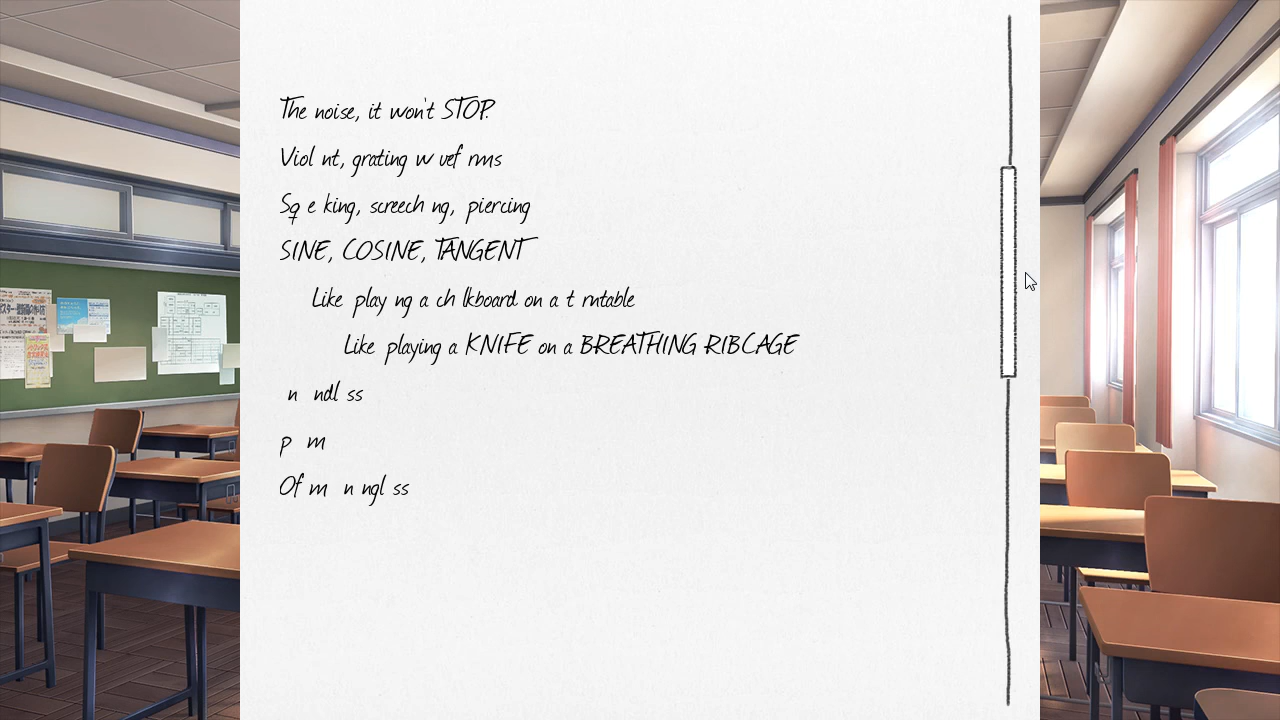 The noise, it won't STOP.
Viol nt, grating w vef rms
Sq e king, screech ng, piercing
SINE, COSINE, TANGENT
Like play ng a ch lkboard on a t rntable
Like playing a KNIFE on a BREATHING RIBCAGE
n ndl ss
p m
Of m n ngl ss